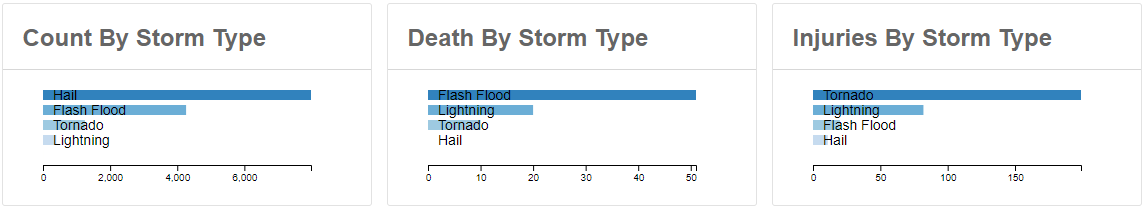 Count By Storm Type
Hail
Flash Flood
Tornado
Lightning
0 2,000 4,000 6,000
Death By Storm Type
Flash Flood
Lightning
Tornado
Hail
0 10 20 30 40 50
Injuries By Storm Type
Tornado
Lightning
Flash Flood
Hail
0 50 100 150